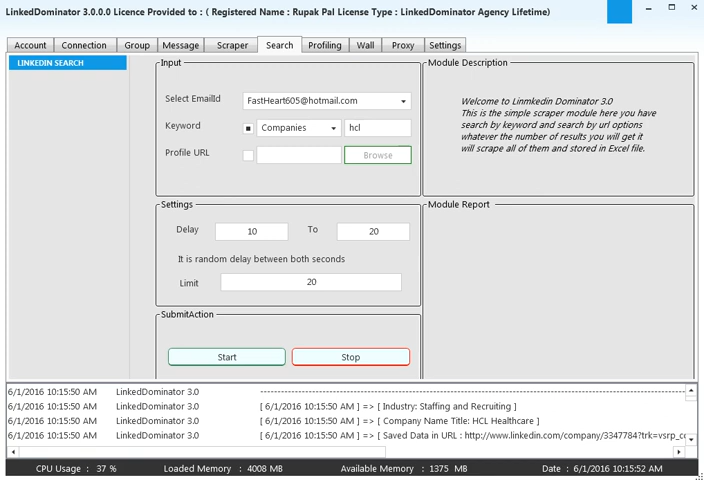 LinkedDominator 3.0.0.0 Licence Provided to : ( Registered Name : Rupak Pal License Type : LinkedDominator Agency Lifetime)
Account Connection Group Message Scraper Search Profiling Wall Proxy Settings
LINKEDIN SEARCH
Input
Select EmailId FastHeart605@hotmail.com
Keyword Companies hcl
Profile URL Browse
Module Description
Welcome to Linmkedin Dominator 3.0
This is the simple scraper module here you have
search by keyword and search by url options
whatever the number of results you will get it
will scrape all of them and stored in Excel file.
Settings
Delay 10 To 20
It is random delay between both seconds
Limit 20
Module Report
SubmitAction
Start Stop
6/1/2016 10:15:50 AM LinkedDominator 3.0 --------------------------------------------------------------------------------
6/1/2016 10:15:50 AM LinkedDominator 3.0 [ 6/1/2016 10:15:50 AM ] => [ Industry: Staffing and Recruiting ]
6/1/2016 10:15:50 AM LinkedDominator 3.0 [ 6/1/2016 10:15:50 AM ] => [ Company Name Title: HCL Healthcare ]
6/1/2016 10:15:50 AM LinkedDominator 3.0 [ 6/1/2016 10:15:50 AM ] => [ Saved Data in URL : http://www.linkedin.com/company/3347784?trk=vsrp_cc
CPU Usage : 37 % Loaded Memory : 4008 MB Available Memory : 1375 MB Date : 6/1/2016 10:15:52 AM